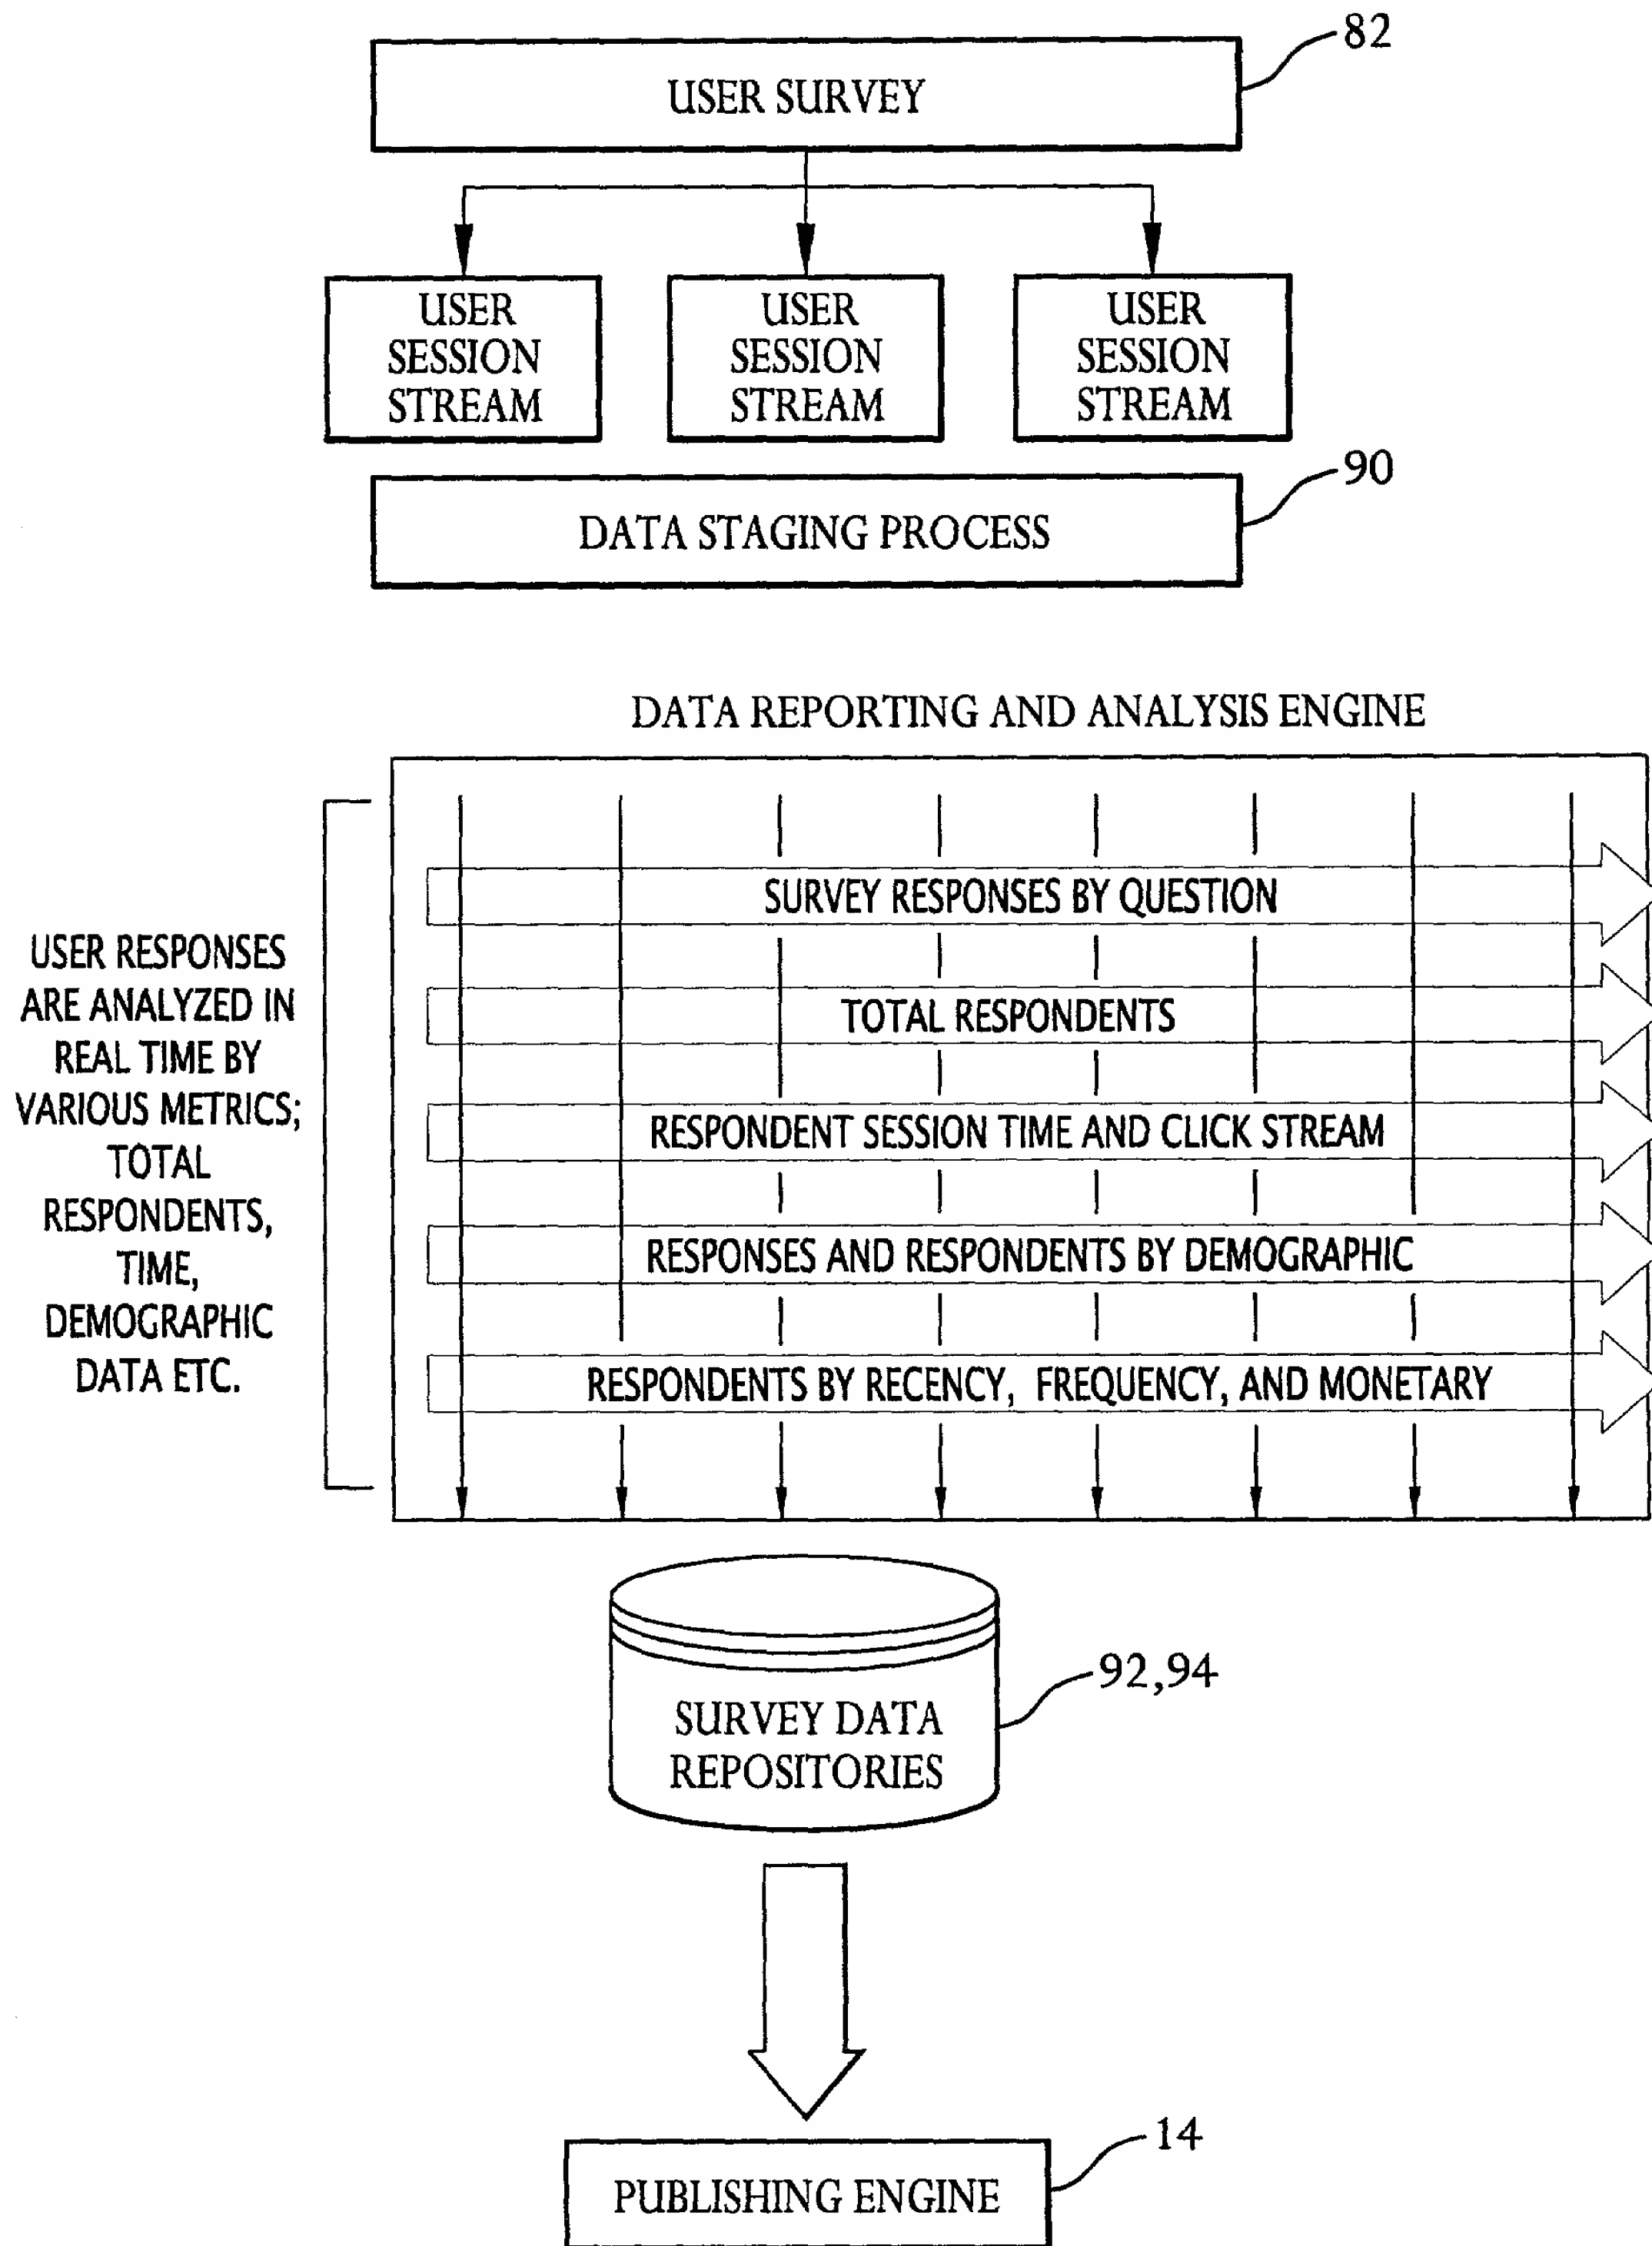 82
USER SURVEY
USER
SESSION
STREAM
USER
SESSION
STREAM
USER
SESSION
STREAM
90
DATA STAGING PROCESS
DATA REPORTING AND ANALYSIS ENGINE
USER RESPONSES
ARE ANALYZED IN
REAL TIME BY
VARIOUS METRICS;
TOTAL
RESPONDENTS,
TIME,
DEMOGRAPHIC
DATA ETC.
SURVEY RESPONSES BY QUESTION
TOTAL RESPONDENTS
RESPONDENT SESSION TIME AND CLICK STREAM
RESPONSES AND RESPONDENTS BY DEMOGRAPHIC
RESPONDENTS BY RECENCY, FREQUENCY, AND MONETARY
92,94
SURVEY DATA
REPOSITORIES
14
PUBLISHING ENGINE